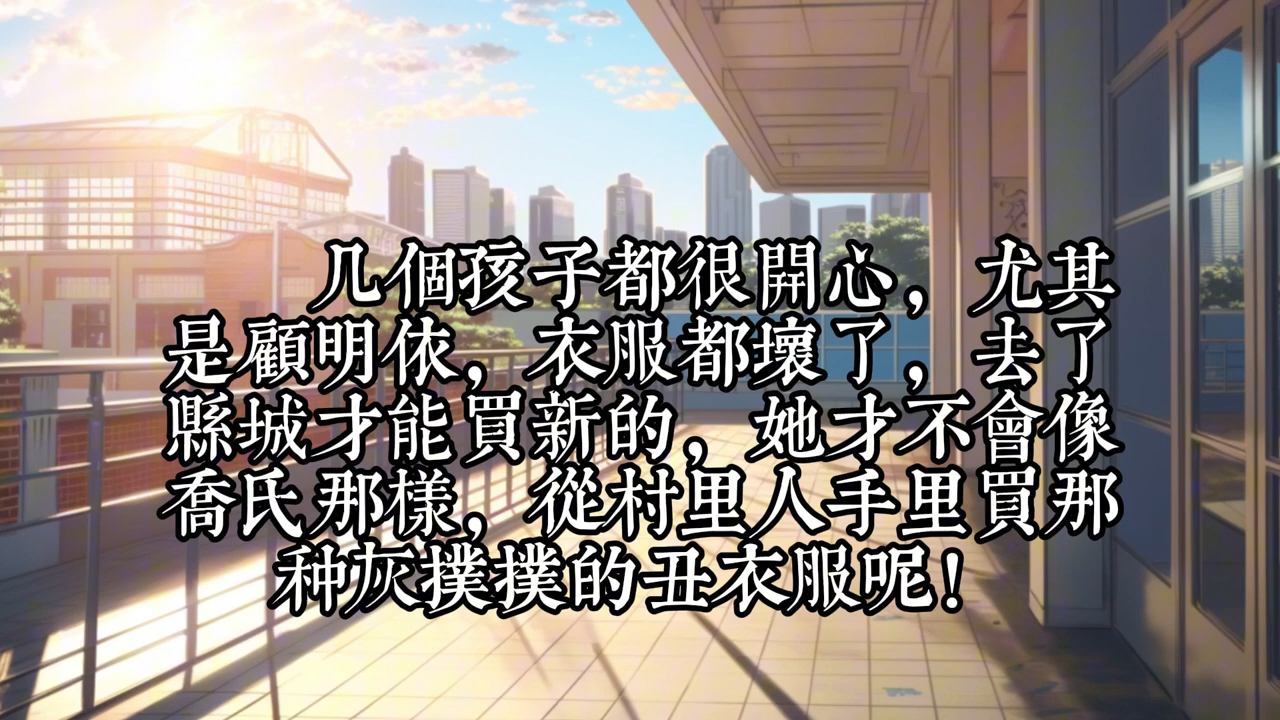 几個孩子都很開心，尤其
是顧明依，衣服都壞了，去了
縣城才能買新的，她才不會像
喬氏那樣，從村里人手里買那
种灰撲撲的丑衣服呢！